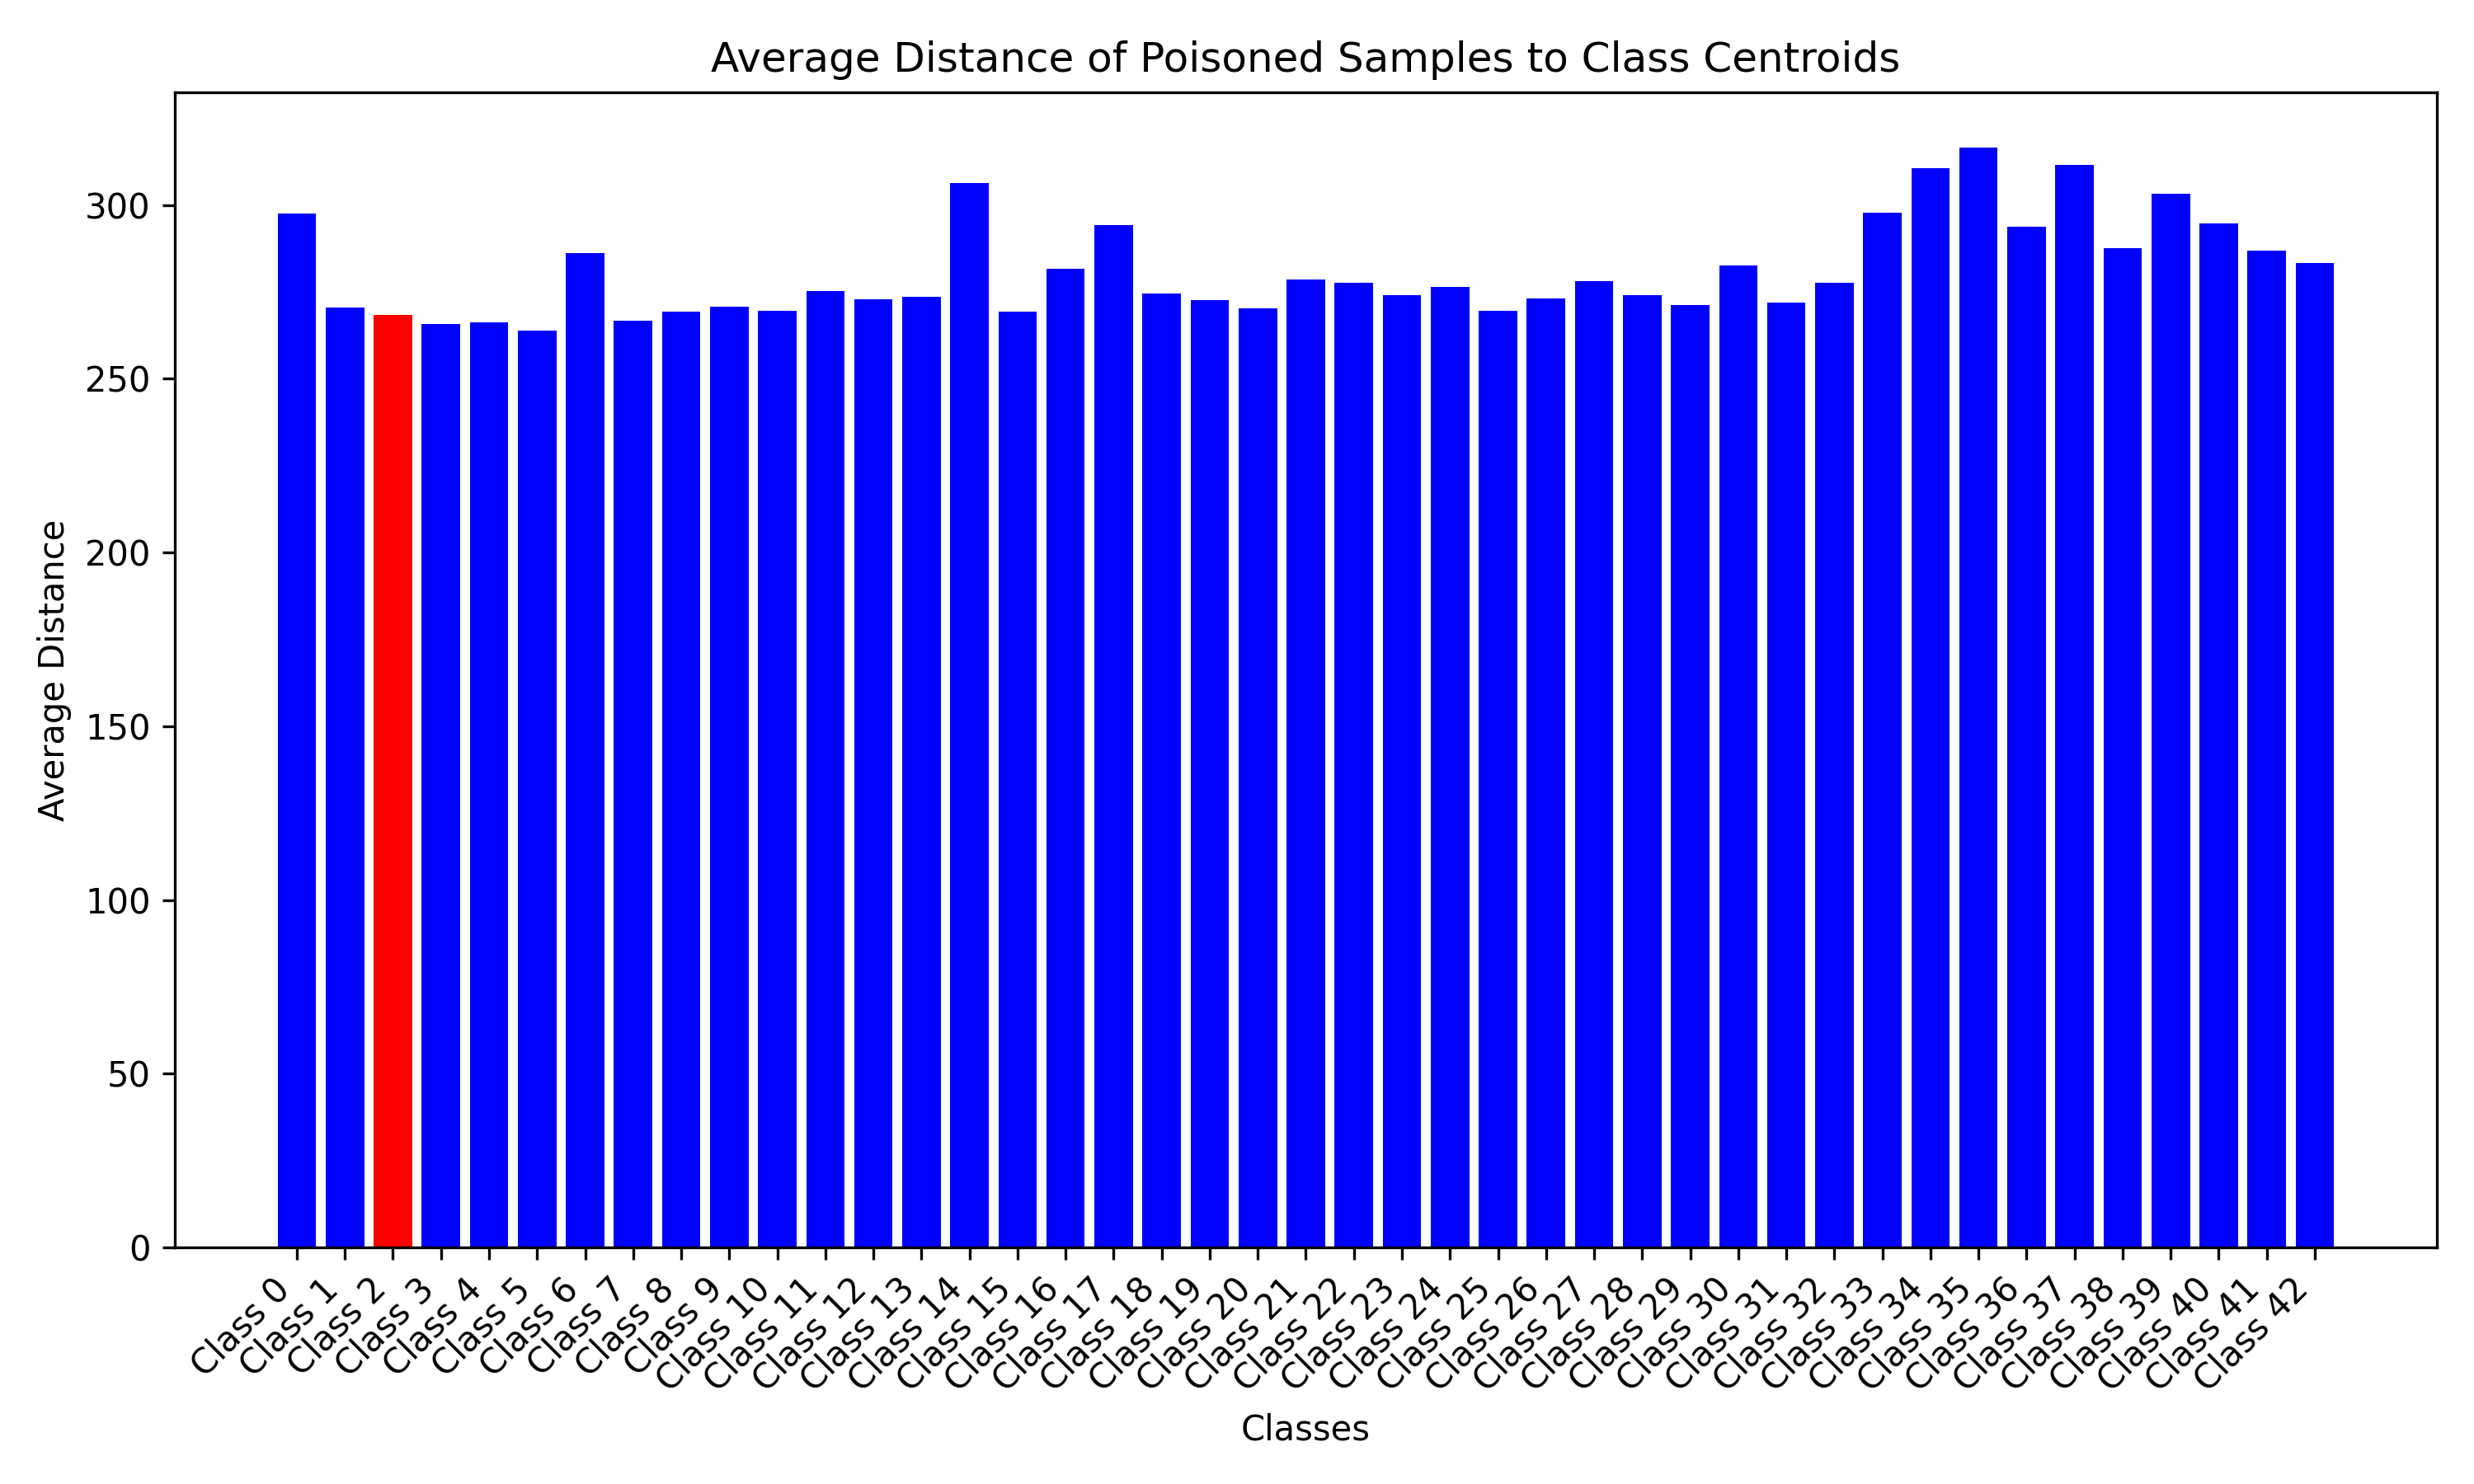 Average Distance of Poisoned Samples to Class Centroids
Average Distance
300
250
200
150
100
50
0
Class 0
Class 1
Class 2
Class 3
Class 4
Class 5
Class 6
Class 7
Class 8
Class 9
Class 10
Class 11
Class 12
Class 13
Class 14
Class 15
Class 16
Class 17
Class 18
Class 19
Class 20
Class 21
Class 22
Class 23
Class 24
Class 25
Class 26
Class 27
Class 28
Class 29
Class 30
Class 31
Class 32
Class 33
Class 34
Class 35
Class 36
Class 37
Class 38
Class 39
Class 40
Class 41
Class 42
Classes